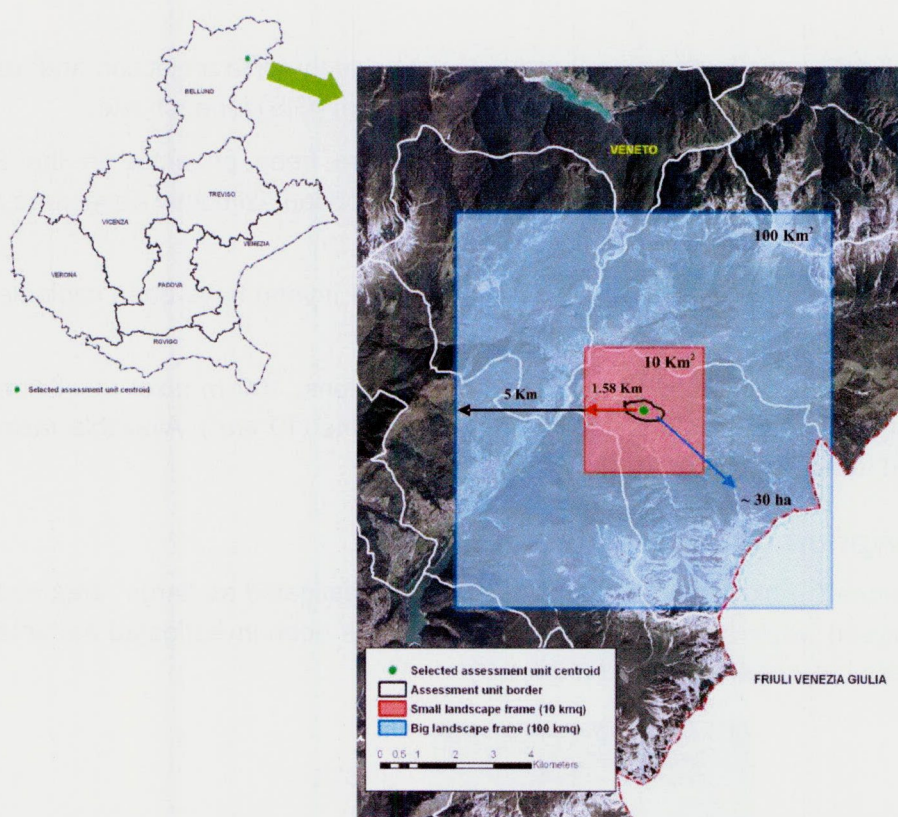 BELLUNO
TREVISO
VICENZA
VENEZIA
VERONA
PADOVA
ROVIGO
Selected assessment unit centroid
VENETO
100 Km²
10 Km²
5 Km
1.58 Km
~ 30 ha
FRIULI VENEZIA GIULIA
Selected assessment unit centroid
Assessment unit border
Small landscape frame (10 kmq)
Big landscape frame (100 kmq)
0 0.5 1 2 3 4
Kilometers